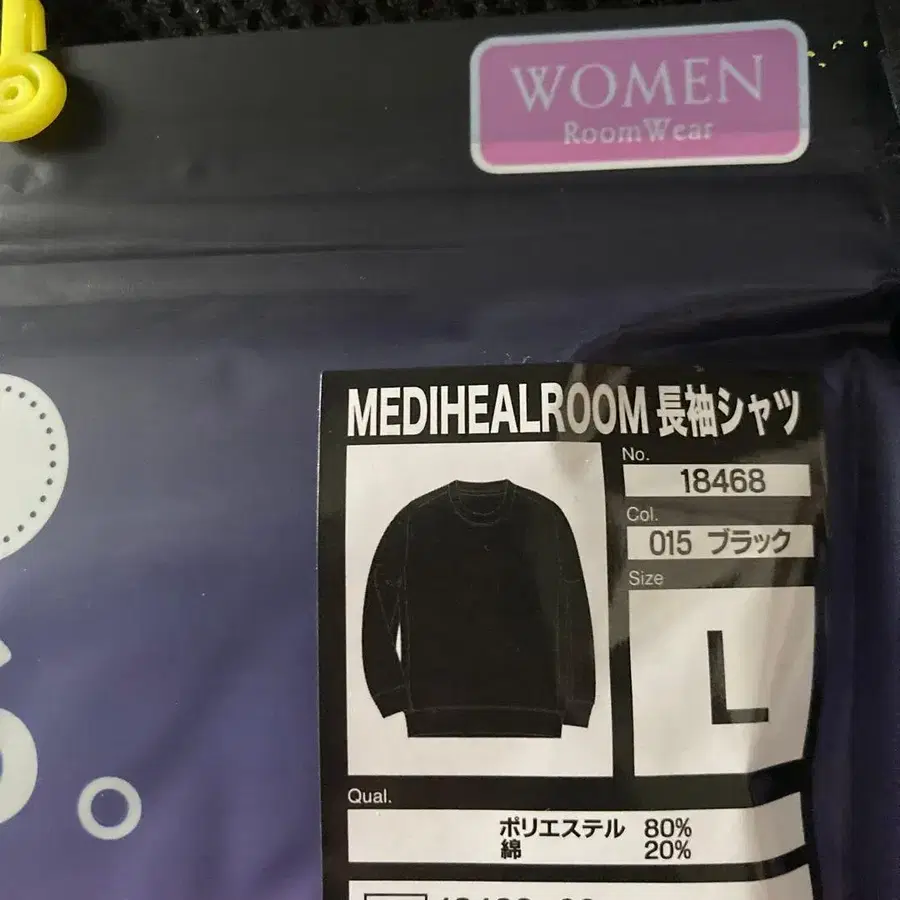 WOMEN
RoomWear
MEDIHEALROOM 長袖シャツ
No.
18468
Col.
015 ブラック
Size
L
Qual.
ポリエステル 80%
綿 20%